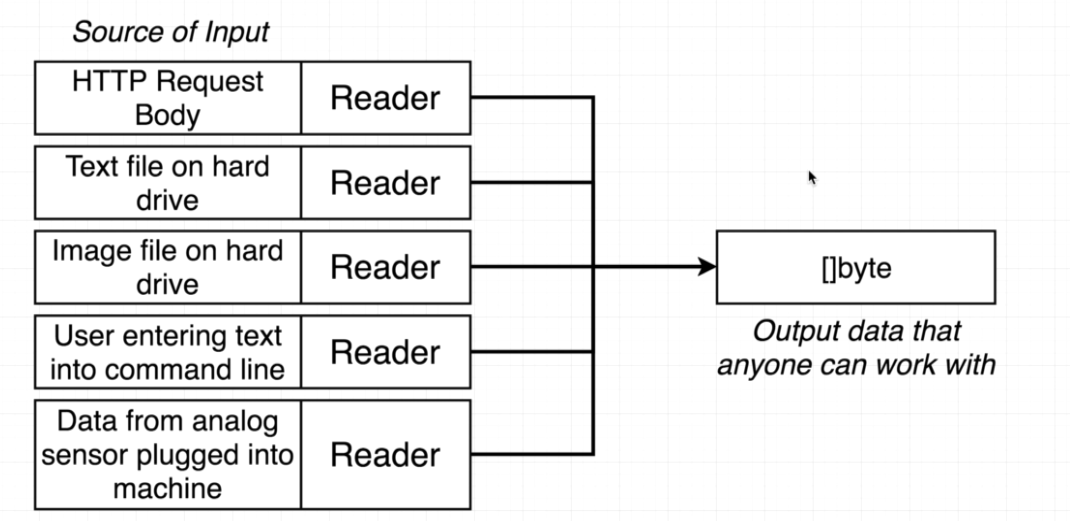 Source of Input
HTTP Request
Body
Reader
Text file on hard
drive
Reader
Image file on hard
drive
Reader
User entering text
into command line
Reader
Data from analog
sensor plugged into
machine
Reader
[]byte
Output data that
anyone can work with